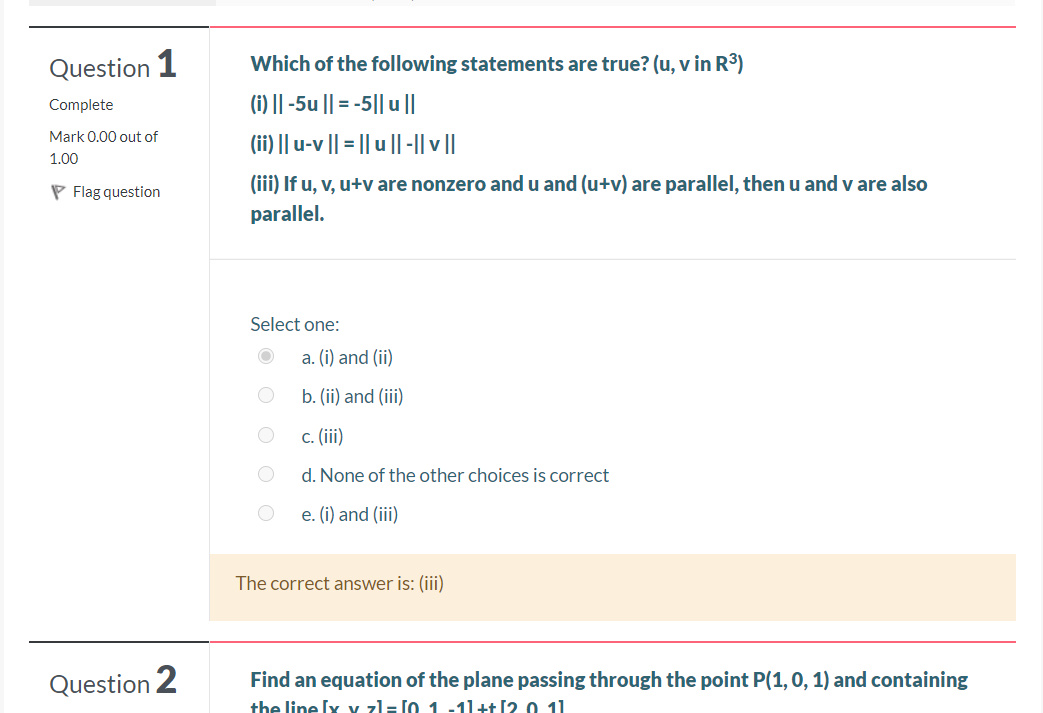 Question 1
Complete
Mark 0.00 out of
1.00
Flag question
Which of the following statements are true? (u, v in R³)
(i) || -5u || = -5|| u ||
(ii) || u-v || = || u || -|| v ||
(iii) If u, v, u+v are nonzero and u and (u+v) are parallel, then u and v are also
parallel.
Select one:
a. (i) and (ii)
b. (ii) and (iii)
c. (iii)
d. None of the other choices is correct
e. (i) and (iii)
The correct answer is: (iii)
Question 2
Find an equation of the plane passing through the point P(1, 0, 1) and containing
the line [x, y, z] = [0, 1, -1] +t [2, 0, 1]